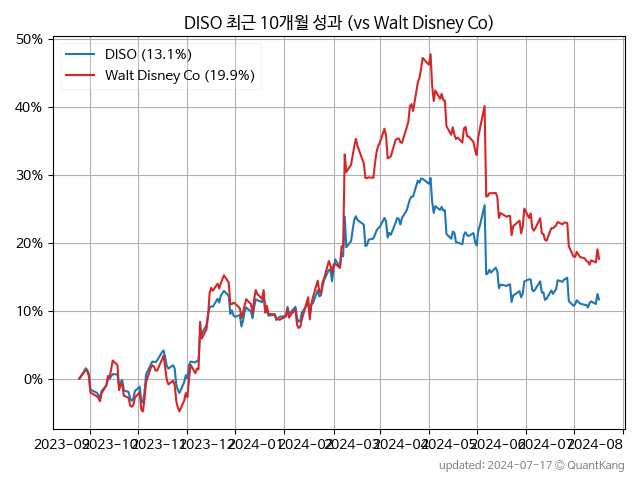 DISO 최근 10개월 성과 (vs Walt Disney Co)
50%
DISO (13.1%)
Walt Disney Co (19.9%)
40%
30%
20%
10%
0%
2023-09 2023-10 2023-11 2023-12 2024-01 2024-02 2024-03 2024-04 2024-05 2024-06 2024-07 2024-08
updated: 2024-07-17 © QuantKang